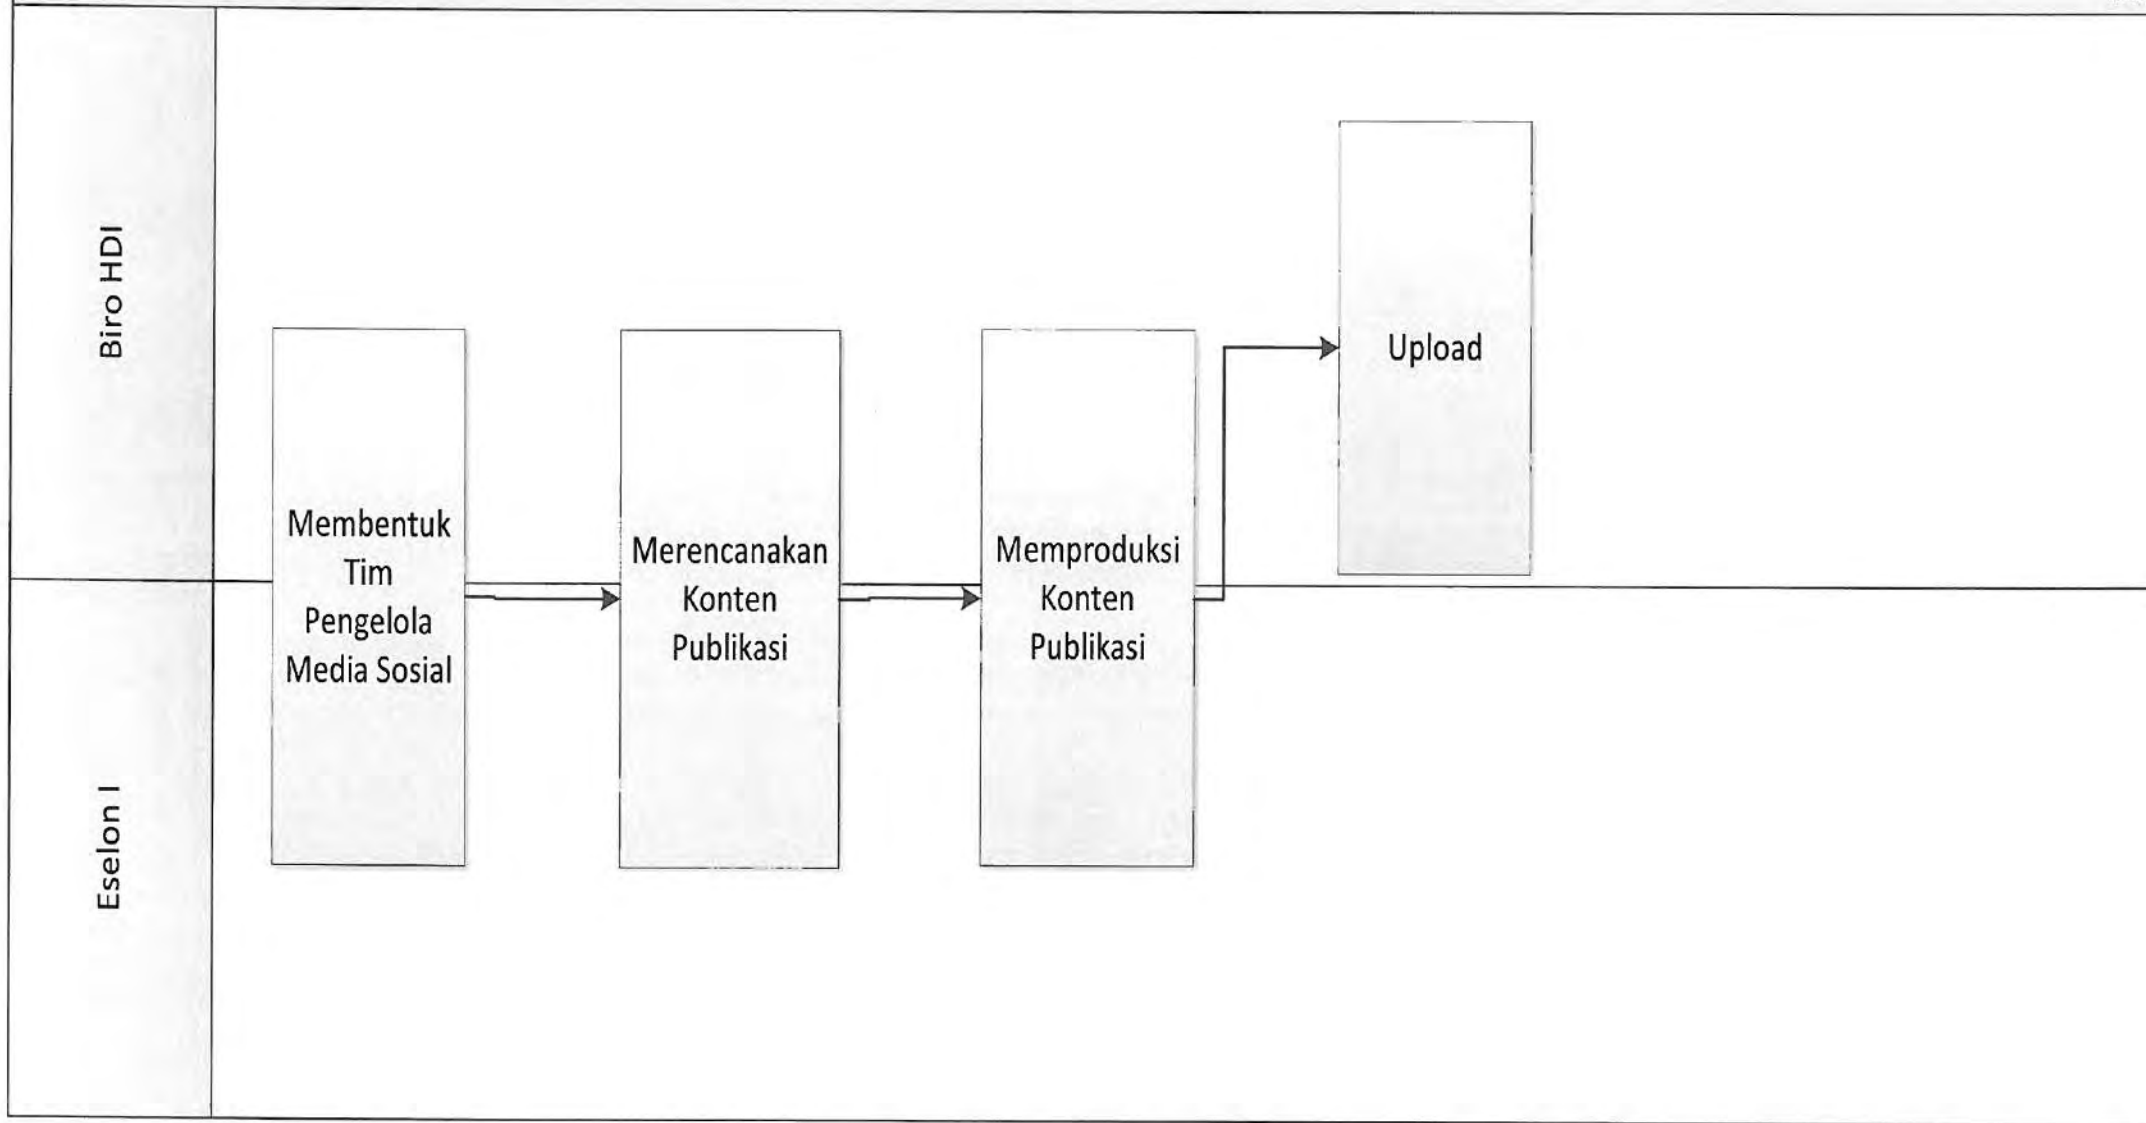 Biro HDI
Eselon I
Membentuk
Tim
Pengelola
Media Sosial
Merencanakan
Konten
Publikasi
Memproduksi
Konten
Publikasi
Upload